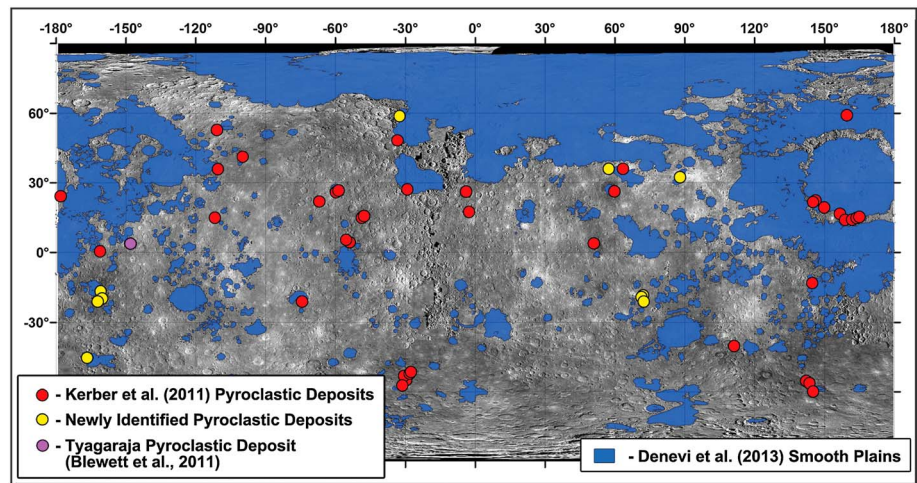 -180° -150° -120° -90° -60° -30° 0° 30° 60° 90° 120° 150° 180°
60°
30°
0°
-30°
- Kerber et al. (2011) Pyroclastic Deposits
- Newly Identified Pyroclastic Deposits
- Tyagaraja Pyroclastic Deposit
(Blewett et al., 2011)
- Denevi et al. (2013) Smooth Plains